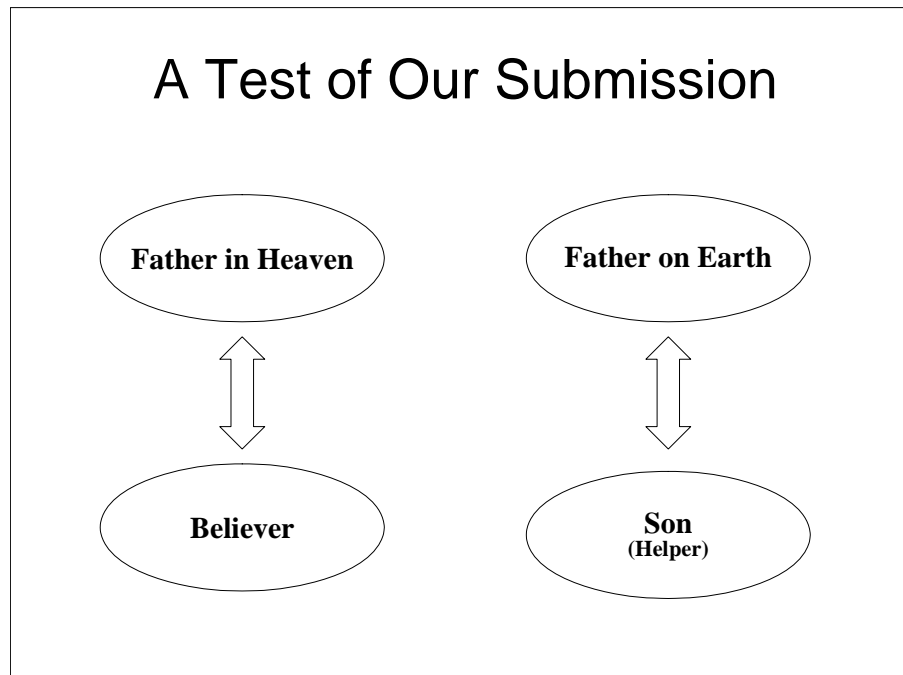 A Test of Our Submission
Father in Heaven
Father on Earth
Believer
Son
(Helper)